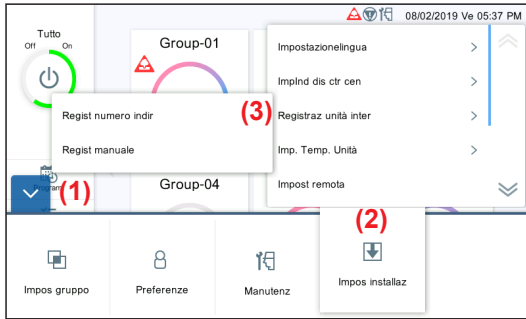 08/02/2019 Ve 05:37 PM
Tutto
Off
On
Group-01
Impostazionelingua
ImpInd dis ctr cen
Regist numero indir
(3)
Registraz unità inter
Regist manuale
Imp. Temp. Unità
Program
(1)
Group-04
Impost remota
(2)
Impos gruppo
Preferenze
Manutenz
Impos installaz